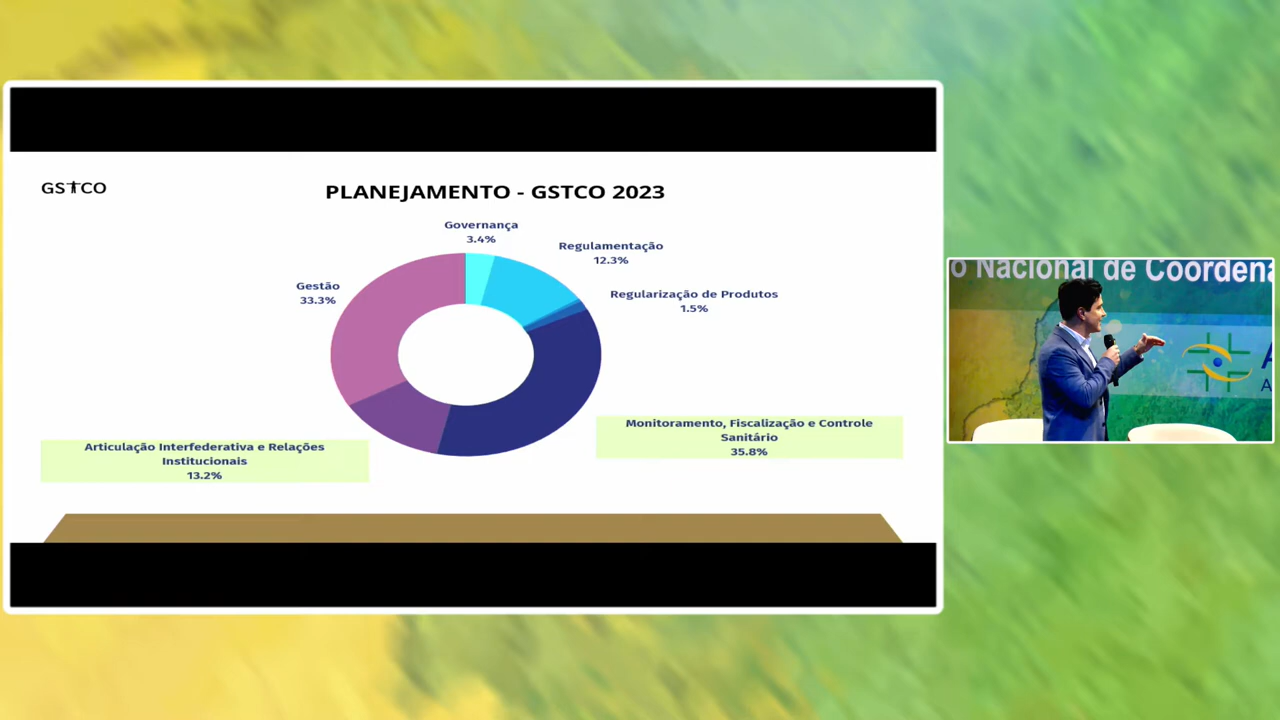 GSTCO
PLANEJAMENTO - GSTCO 2023
Governança
3.4%
Regulamentação
12.3%
Regularização de Produtos
1.5%
Gestão
33.3%
Monitoramento, Fiscalização e Controle
Sanitário
35.8%
Articulação Interfederativa e Relações
Institucionais
13.2%
o Nacional de Coordena
A
A